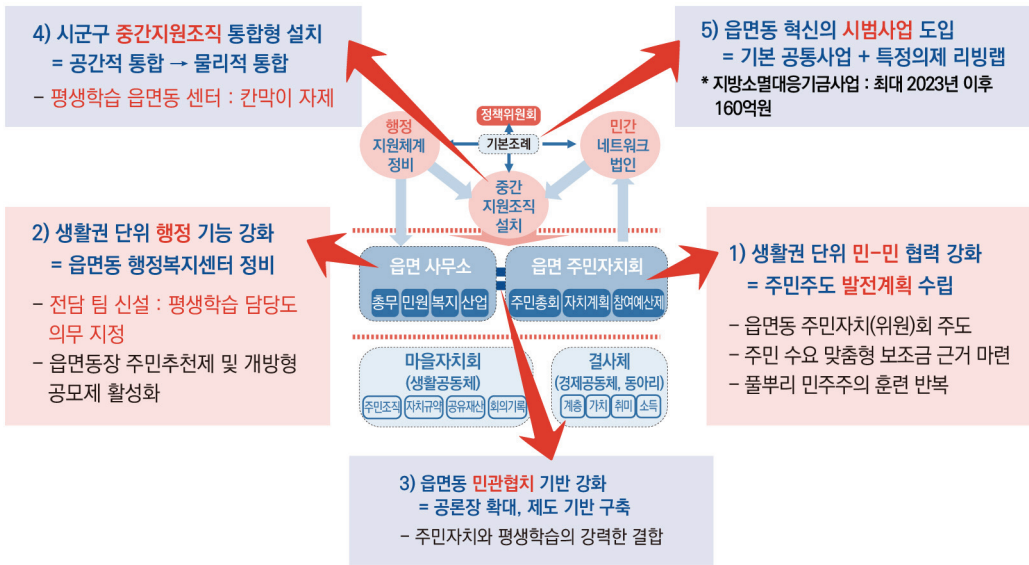 4) 시군구 중간지원조직 통합형 설치
= 공간적 통합 → 물리적 통합
– 평생학습 읍면동 센터 : 칸막이 자제
5) 읍면동 혁신의 시범사업 도입
= 기본 공통사업 + 특정의제 리빙랩
* 지방소멸대응기금사업 : 최대 2023년 이후
160억원
정책위원회
기본조례
행정
지원체계
정비
민간
네트워크
법인
중간
지원조직
설치
2) 생활권 단위 행정 기능 강화
= 읍면동 행정복지센터 정비
– 전담 팀 신설 : 평생학습 담당도
의무 지정
– 읍면동장 주민추천제 및 개방형
공모제 활성화
읍면 사무소
총무 민원 복지 산업
읍면 주민자치회
주민총회 자치계획 참여예산제
1) 생활권 단위 민-민 협력 강화
= 주민주도 발전계획 수립
– 읍면동 주민자치(위원)회 주도
– 주민 수요 맞춤형 보조금 근거 마련
– 풀뿌리 민주주의 훈련 반복
마을자치회
(생활공동체)
주민조직 자치규약 공유재산 회의기록
결사체
(경제공동체, 동아리)
계층 가치 취미 소득
3) 읍면동 민관협치 기반 강화
= 공론장 확대, 제도 기반 구축
– 주민자치와 평생학습의 강력한 결합